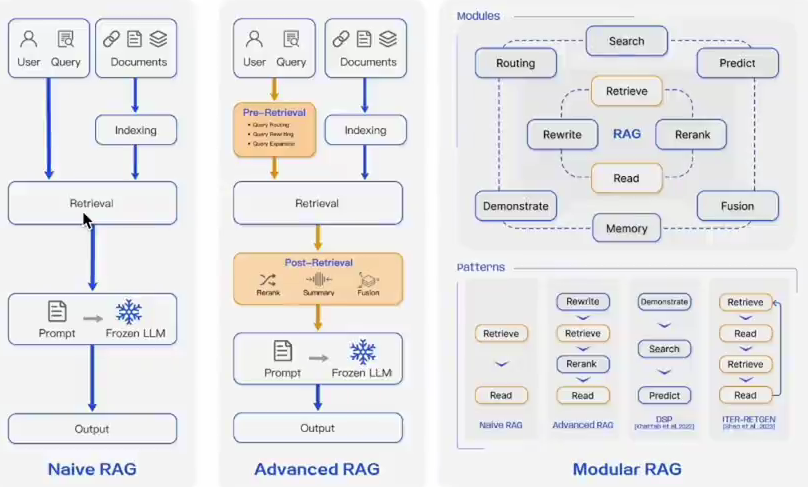 User Query
Documents
Indexing
Retrieval
Prompt
Frozen LLM
Output
Naive RAG
User Query
Documents
Pre-Retrieval
• Query Routing
• Query Rewriting
• Query Expansion
Indexing
Retrieval
Post-Retrieval
Rerank
Summary
Fusion
Prompt
Frozen LLM
Output
Advanced RAG
Modules
Search
Routing
Predict
Retrieve
Rewrite
RAG
Rerank
Read
Demonstrate
Fusion
Memory
Patterns
Retrieve
Read
Naive RAG
Rewrite
Retrieve
Rerank
Read
Advanced RAG
Demonstrate
Search
Predict
DSP
[Khattab et al., 2022]
Retrieve
Read
Retrieve
Read
ITER-RETGEN
[Shao et al., 2023]
Modular RAG